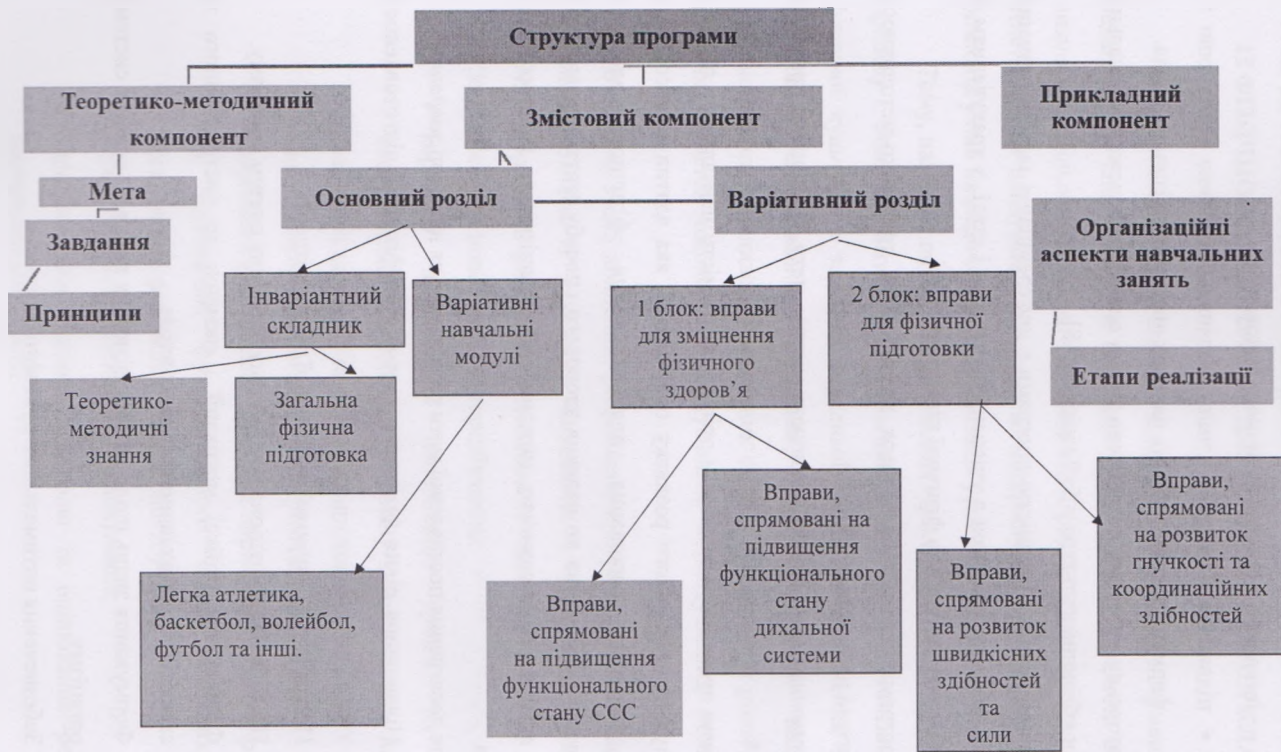 Структура програми
Теоретико-методичний
компонент
Змістовий компонент
Прикладний
компонент
Мета
Завдання
Принципи
Основний розділ
Варіативний розділ
Організаційні
аспекти навчальних
занять
Етапи реалізації
Інваріантний
складник
Варіативні
навчальні
модулі
1 блок: вправи
для зміцнення
фізичного
здоров’я
2 блок: вправи
для фізичної
підготовки
Теоретико-
методичні
знання
Загальна
фізична
підготовка
Легка атлетика,
баскетбол, волейбол,
футбол та інші.
Вправи,
спрямовані
на підвищення
функціонального
стану ССС
Вправи,
спрямовані на
підвищення
функціонального
стану
дихальної
системи
Вправи,
спрямовані
на розвиток
швидкісних
здібностей
та
сили
Вправи,
спрямовані
на розвиток
гнучкості та
координаційних
здібностей